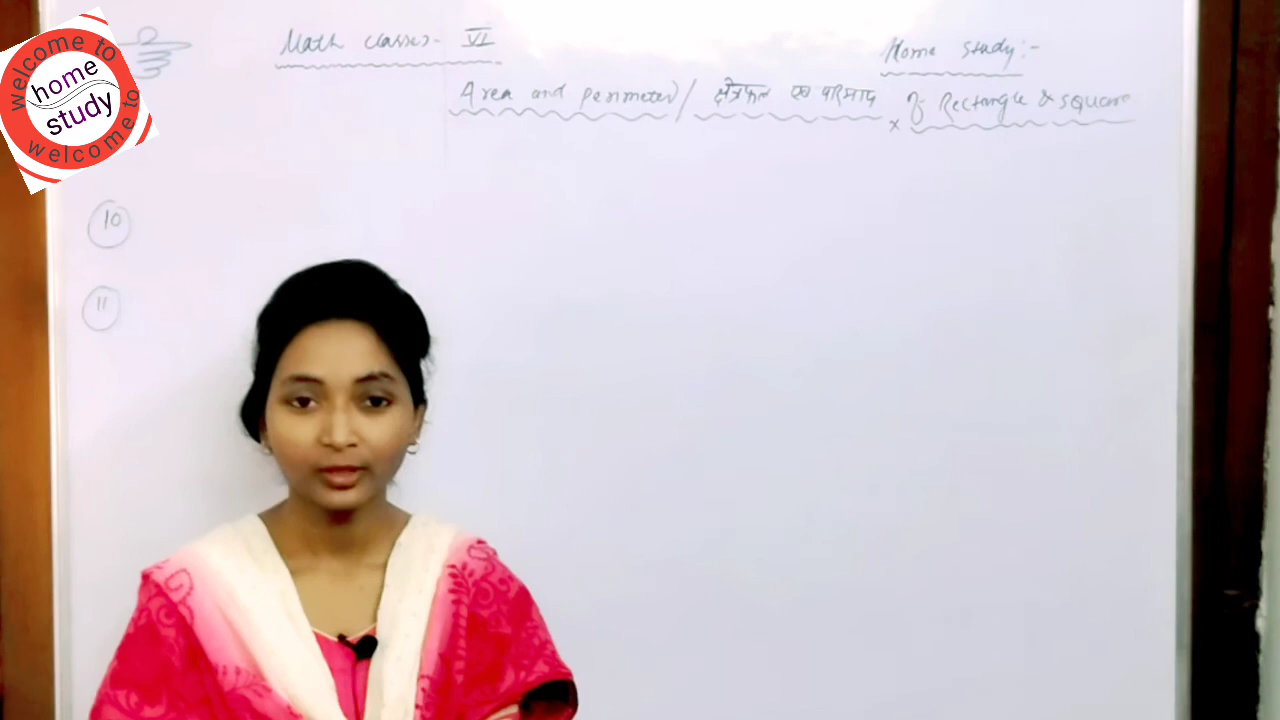 welcome to
home
study
welcome to
Math classes- VI
Home study:-
Area and perimeter/ क्षेत्रफल एवं परिमाप of Rectangle & square
10
11